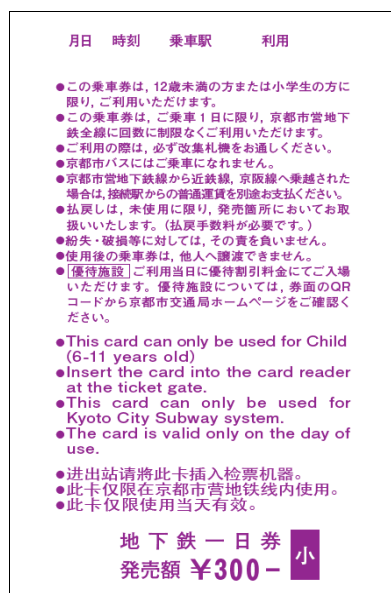 月日 時刻 乗車駅 利用
●この乗車券は, 12歳未満の方または小学生の方に
限り, ご利用いただけます。
●この乗車券は, ご乗車1日に限り, 京都市営地下
鉄全線に回数に制限なくご利用いただけます。
●ご利用の際は, 必ず改集札機をお通しください。
●京都市バスにはご乗車になれません。
●京都市営地下鉄線から近鉄線, 京阪線へ乗越された
場合は, 接続駅からの普通運賃を別途お支払ください。
●払戻しは, 未使用に限り, 発売箇所においてお取
扱いいたします。(払戻手数料が必要です。)
●紛失・破損等に対しては, その責を負いません。
●使用後の乗車券は, 他人へ譲渡できません。
●優待施設 ご利用当日に優待割引料金にてご入場
いただけます。優待施設については, 券面のQR
コードから京都市交通局ホームページをご確認く
ださい。
●This card can only be used for Child
(6-11 years old)
●Insert the card into the card reader
at the ticket gate.
●This card can only be used for
Kyoto City Subway system.
●The card is valid only on the day of
use.
●进出站请將此卡插入检票机器。
●此卡仅限在京都市营地铁线内使用。
●此卡仅限使用当天有效。
地下鉄一日券
発売額 ¥300−
小